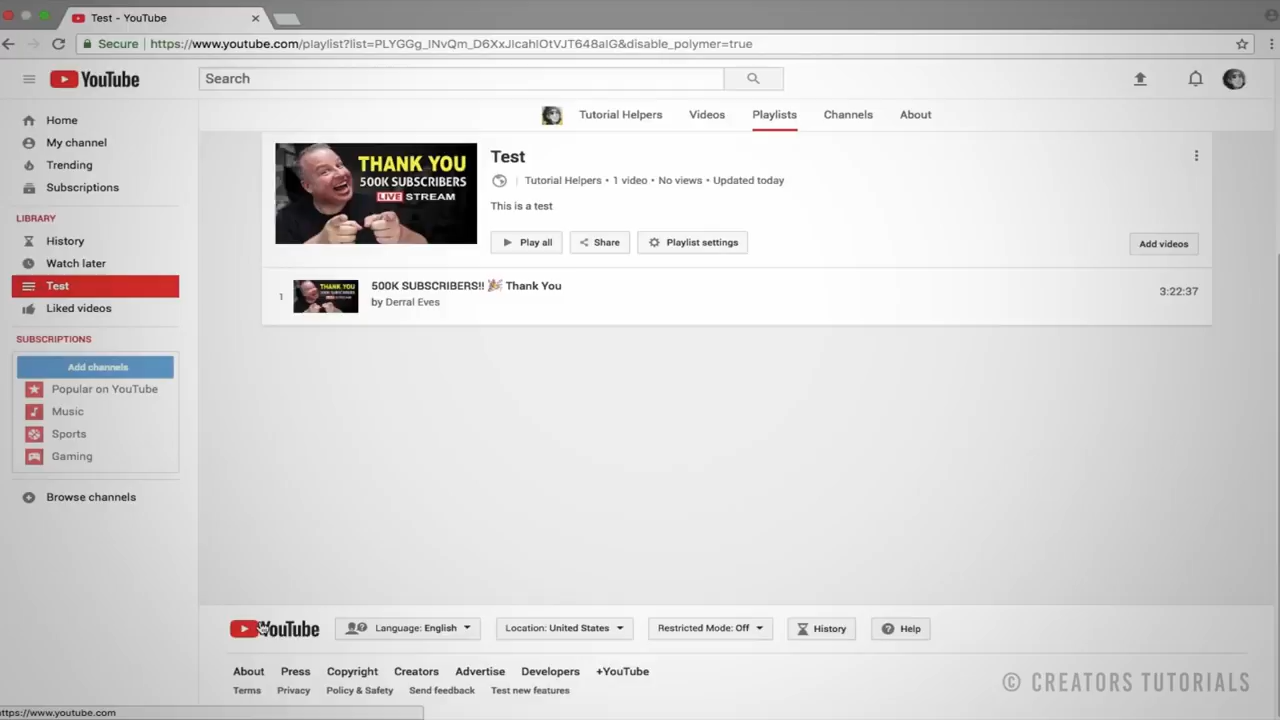 Test - YouTube
Secure https://www.youtube.com/playlist?list=PLYGGg_INvQm_D6XxJIcahIOtVJT648aIG&disable_polymer=true
YouTube
Search
Home
My channel
Trending
Subscriptions
LIBRARY
History
Watch later
Test
Liked videos
SUBSCRIPTIONS
Add channels
Popular on YouTube
Music
Sports
Gaming
Browse channels
Tutorial Helpers Videos Playlists Channels About
THANK YOU
500K SUBSCRIBERS
LIVE STREAM
Test
Tutorial Helpers • 1 video • No views • Updated today
This is a test
Play all Share Playlist settings Add videos
1 THANK YOU 500K SUBSCRIBERS!! 🎉 Thank You 3:22:37
by Derral Eves
YouTube Language: English Location: United States Restricted Mode: Off History Help
About Press Copyright Creators Advertise Developers +YouTube
Terms Privacy Policy & Safety Send feedback Test new features
© CREATORS TUTORIALS
https://www.youtube.com